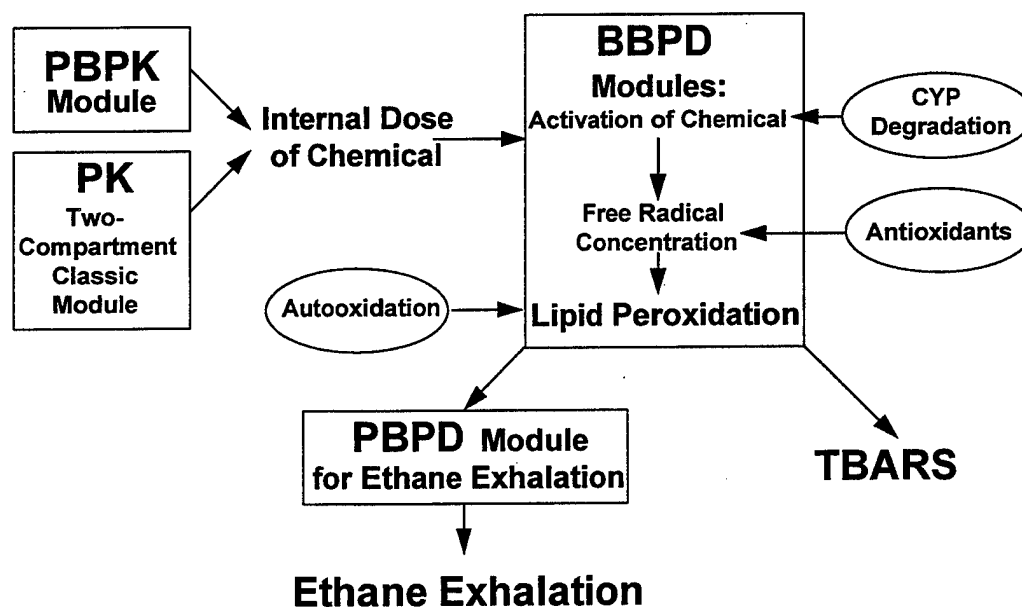 PBPK
Module
PK
Two-
Compartment
Classic
Module
Internal Dose
of Chemical
BBPD
Modules:
Activation of Chemical
Free Radical
Concentration
Lipid Peroxidation
CYP
Degradation
Antioxidants
Autooxidation
PBPD Module
for Ethane Exhalation
TBARS
Ethane Exhalation